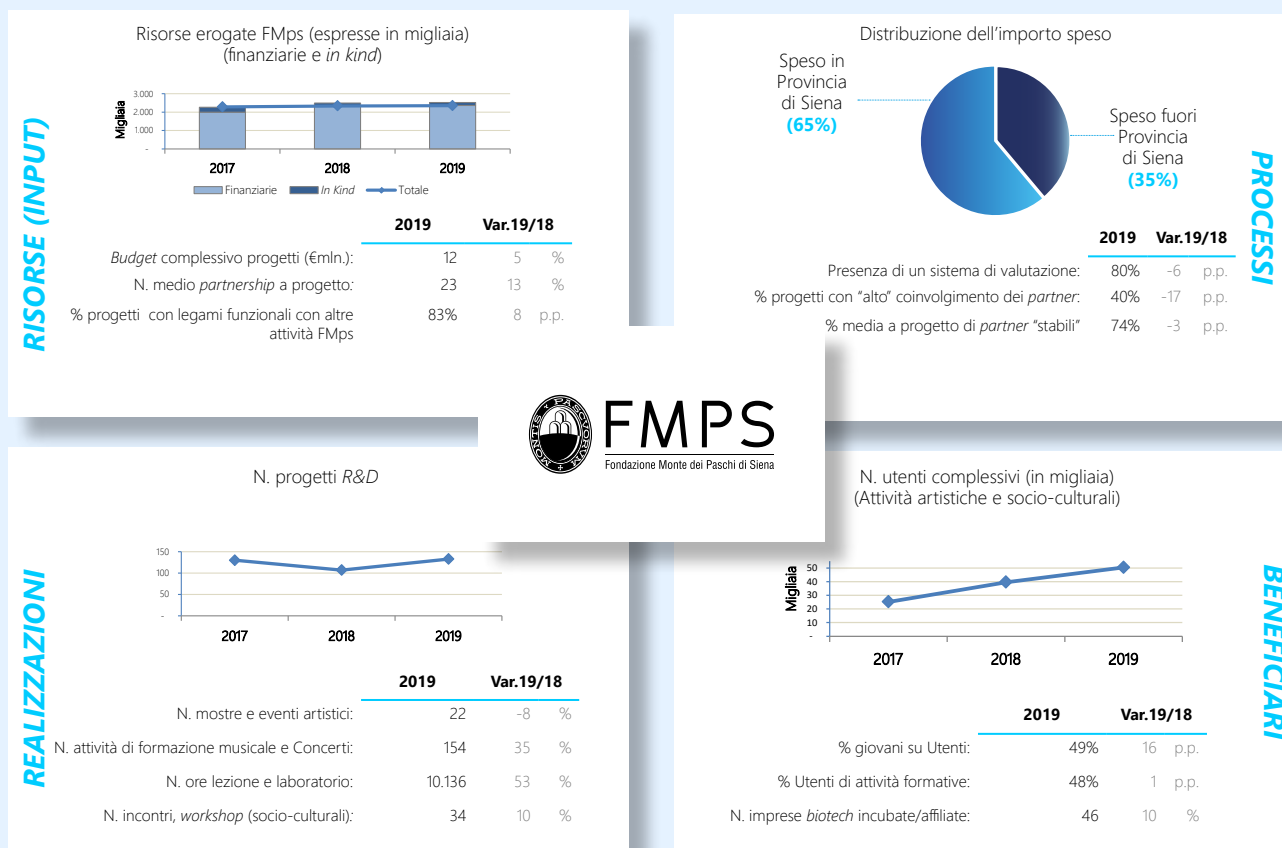 Risorse erogate FMps (espresse in migliaia)
(finanziarie e in kind)
Migliaia
3.000
2.000
1.000
-
2017 2018 2019
Finanziarie In Kind Totale
RISORSE (INPUT)
2019 Var.19/18
Budget complessivo progetti (€mln.): 12 5 %
N. medio partnership a progetto: 23 13 %
% progetti con legami funzionali con altre 83% 8 p.p.
attività FMps
Distribuzione dell'importo speso
Speso in
Provincia
di Siena
(65%)
Speso fuori
Provincia
di Siena
(35%)
PROCESSI
2019 Var.19/18
Presenza di un sistema di valutazione: 80% -6 p.p.
% progetti con "alto" coinvolgimento dei partner: 40% -17 p.p.
% media a progetto di partner "stabili" 74% -3 p.p.
MONTIS PASCVORVM
FMPS
Fondazione Monte dei Paschi di Siena
N. progetti R&D
150
100
50
-
2017 2018 2019
REALIZZAZIONI
2019 Var.19/18
N. mostre e eventi artistici: 22 -8 %
N. attività di formazione musicale e Concerti: 154 35 %
N. ore lezione e laboratorio: 10.136 53 %
N. incontri, workshop (socio-culturali): 34 10 %
N. utenti complessivi (in migliaia)
(Attività artistiche e socio-culturali)
Migliaia
50
40
30
20
10
-
2017 2018 2019
BENEFICIARI
2019 Var.19/18
% giovani su Utenti: 49% 16 p.p.
% Utenti di attività formative: 48% 1 p.p.
N. imprese biotech incubate/affiliate: 46 10 %